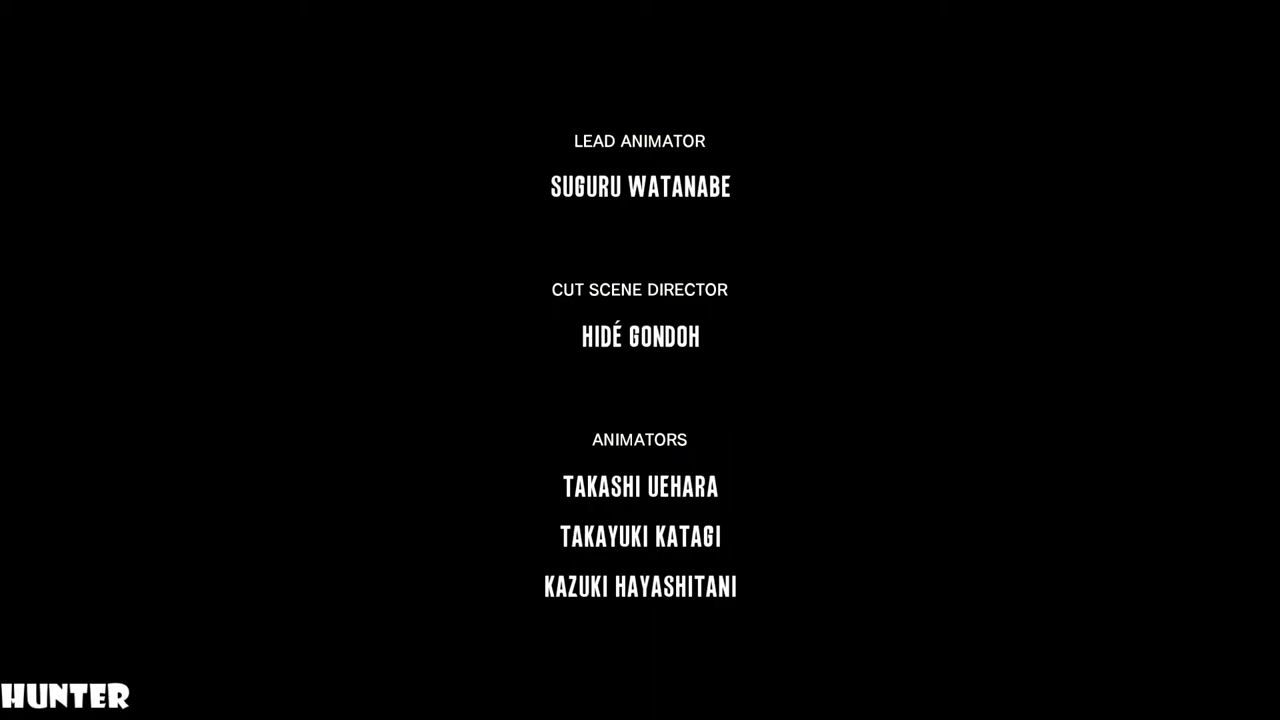 LEAD ANIMATOR
SUGURU WATANABE
CUT SCENE DIRECTOR
HIDÉ GONDOH
ANIMATORS
TAKASHI UEHARA
TAKAYUKI KATAGI
KAZUKI HAYASHITANI
HUNTER